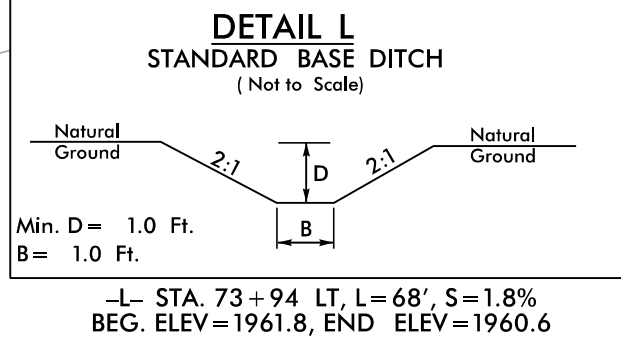 DETAIL L
STANDARD BASE DITCH
( Not to Scale)
Natural
Ground
2:1
D
2:1
Natural
Ground
B
Min. D = 1.0 Ft.
B = 1.0 Ft.
–L– STA. 73+94 LT, L=68', S=1.8%
BEG. ELEV=1961.8, END ELEV=1960.6